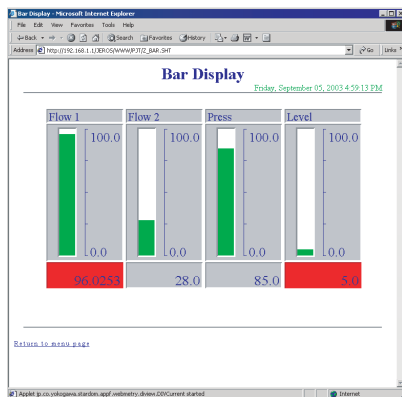 Bar Display - Microsoft Internet Explorer
File Edit View Favorites Tools Help
Back Search Favorites History
Address http://192.168.1.1/JEROS/WWW/PJT/Z_BAR.SHT Go Links
Bar Display
Friday, September 05, 2003 4:59:13 PM
Flow 1 Flow 2 Press Level
100.0 100.0 100.0 100.0
0.0 0.0 0.0 0.0
96.0253 28.0 85.0 5.0
Return to menu page
Applet jp.co.yokogawa.stardom.appf.webmetry.diview.DIVCurrent started Internet